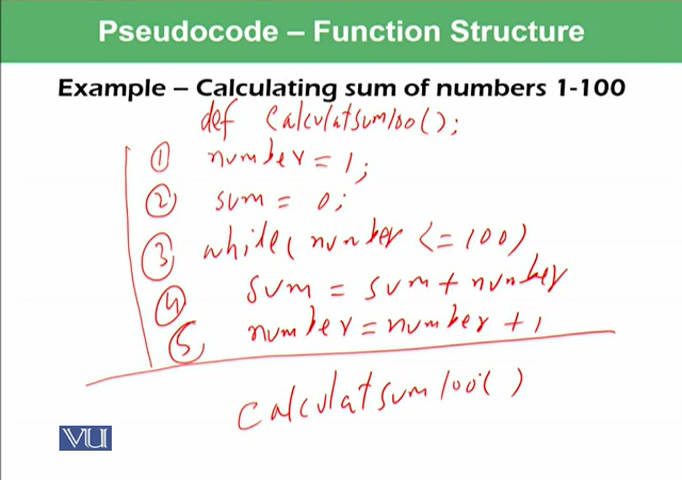 Pseudocode – Function Structure
Example – Calculating sum of numbers 1-100
def Calculatsum100();
① number = 1;
② sum = 0;
③ while( number <= 100)
④ sum = sum + number
⑤ number = number + 1
Calculatsum100()
VU